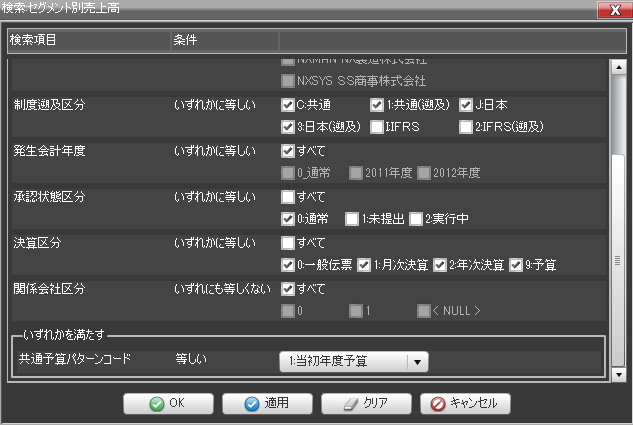 検索:セグメント別売上高
検索項目 条件
NXMAN NX製造株式会社
NXSYS SS商事株式会社
制度遡及区分 いずれかに等しい C:共通 1:共通(遡及) J:日本
3:日本(遡及) I:IFRS 2:IFRS(遡及)
発生会計年度 いずれかに等しい すべて
0_通常 2011年度 2012年度
承認状態区分 いずれかに等しい すべて
0:通常 1:未提出 2:実行中
決算区分 いずれかに等しい すべて
0:一般伝票 1:月次決算 2:年次決算 9:予算
関係会社区分 いずれにも等しくない すべて
0 1 < NULL >
いずれかを満たす
共通予算パターンコード 等しい 1:当初年度予算
OK 適用 クリア キャンセル